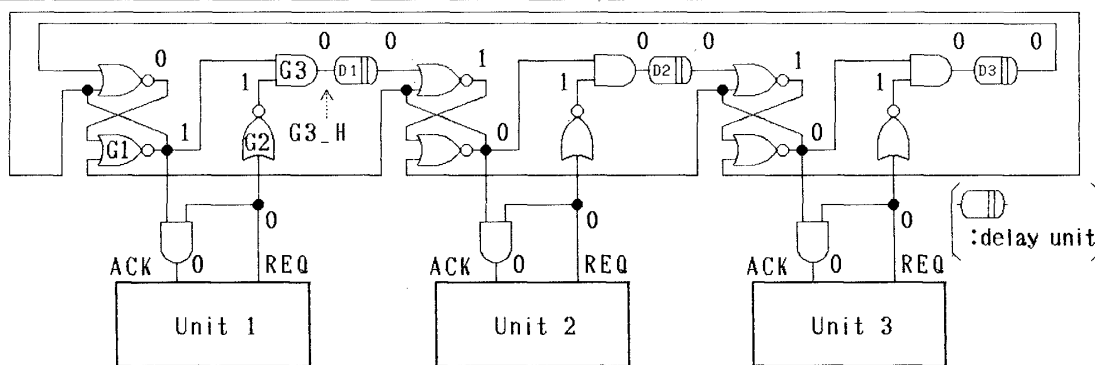 0 0 0 1 0 0 1 0 0
G3 D1 D2 D3
1 1 1
G1 1 G2 G3_H 0 0
0 0 0
:delay unit
ACK 0 REQ ACK 0 REQ ACK 0 REQ
Unit 1 Unit 2 Unit 3